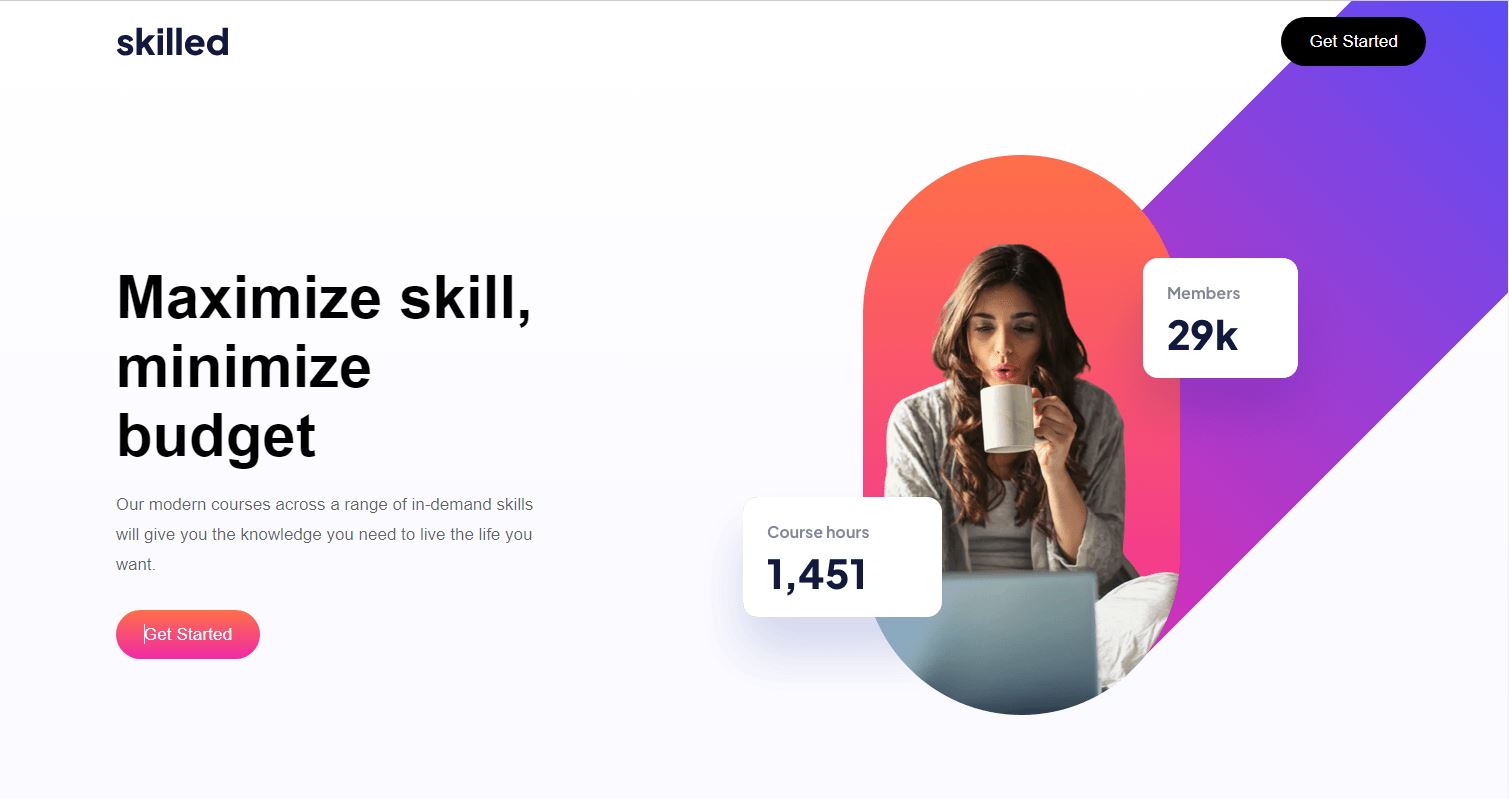 skilled
Get Started
Maximize skill,
minimize
budget
Our modern courses across a range of in-demand skills
will give you the knowledge you need to live the life you
want.
Get Started
Members
29k
Course hours
1,451